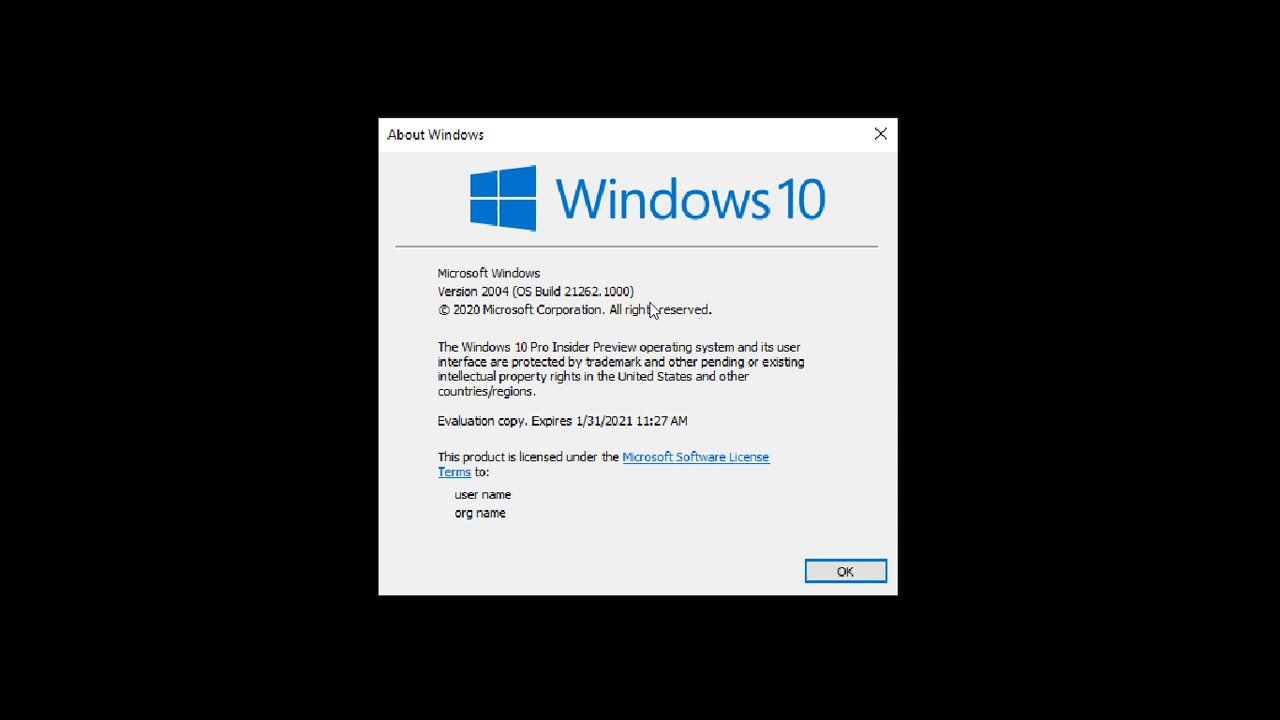 About Windows
Windows 10
Microsoft Windows
Version 2004 (OS Build 21262.1000)
© 2020 Microsoft Corporation. All rights reserved.
The Windows 10 Pro Insider Preview operating system and its user
interface are protected by trademark and other pending or existing
intellectual property rights in the United States and other
countries/regions.
Evaluation copy. Expires 1/31/2021 11:27 AM
This product is licensed under the Microsoft Software License
Terms to:
user name
org name
OK